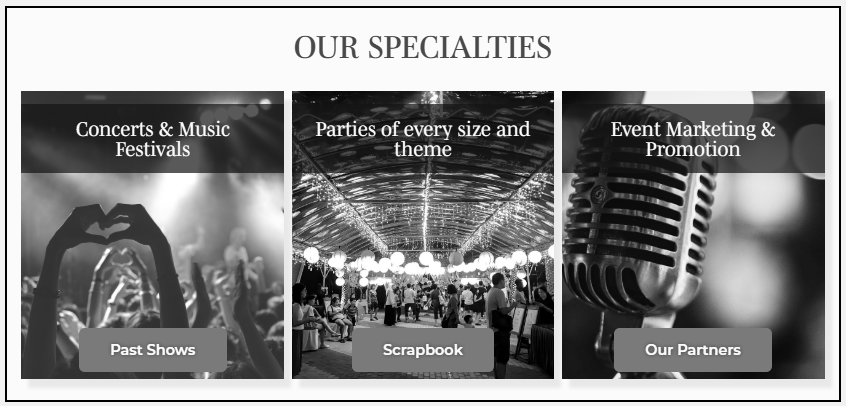 OUR SPECIALTIES
Concerts & Music
Festivals
Past Shows
Parties of every size and
theme
Scrapbook
Event Marketing &
Promotion
Our Partners